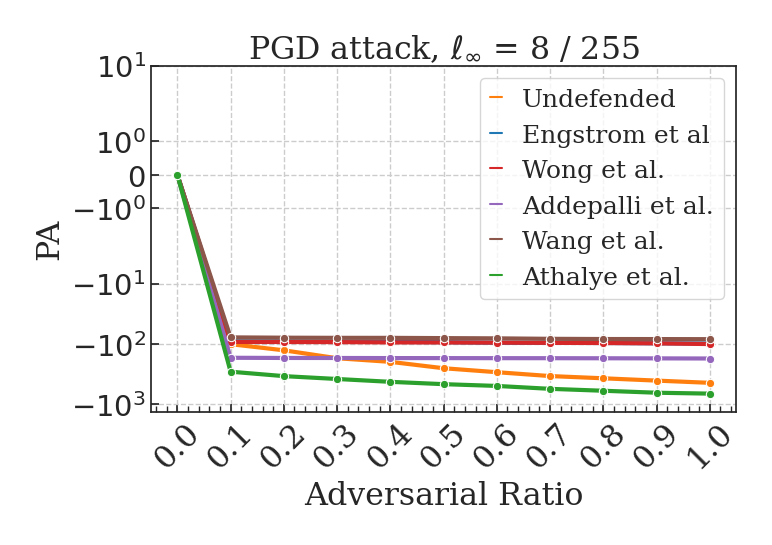 PGD attack, ℓ∞ = 8 / 255
10¹
10⁰
0
−10⁰
−10¹
−10²
−10³
PA
Undefended
Engstrom et al
Wong et al.
Addepalli et al.
Wang et al.
Athalye et al.
0.0 0.1 0.2 0.3 0.4 0.5 0.6 0.7 0.8 0.9 1.0
Adversarial Ratio